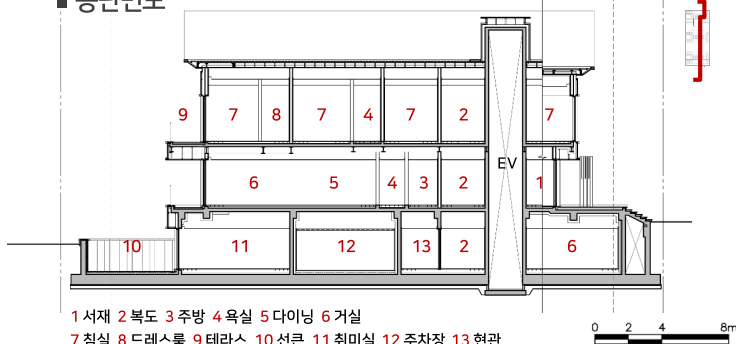 ■ 종단면도
9 7 8 7 4 7 2 7
EV
6 5 4 3 2 1
10 11 12 13 2 6
1 서재 2 복도 3 주방 4 욕실 5 다이닝 6 거실
7 침실 8 드레스룸 9 테라스 10 선큰 11 취미실 12 주차장 13 현관
0 2 4 8m